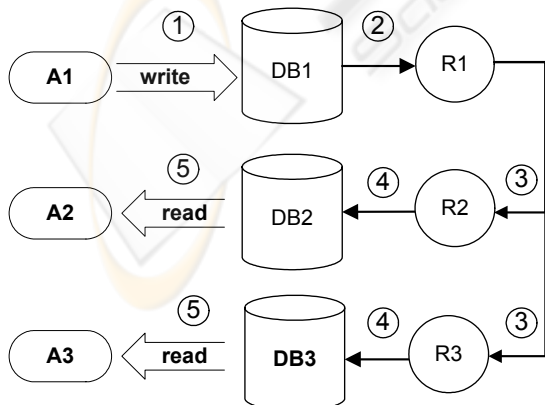 ① ②
A1 write DB1 R1
⑤ ④ ③
A2 read DB2 R2
⑤ ④ ③
A3 read DB3 R3